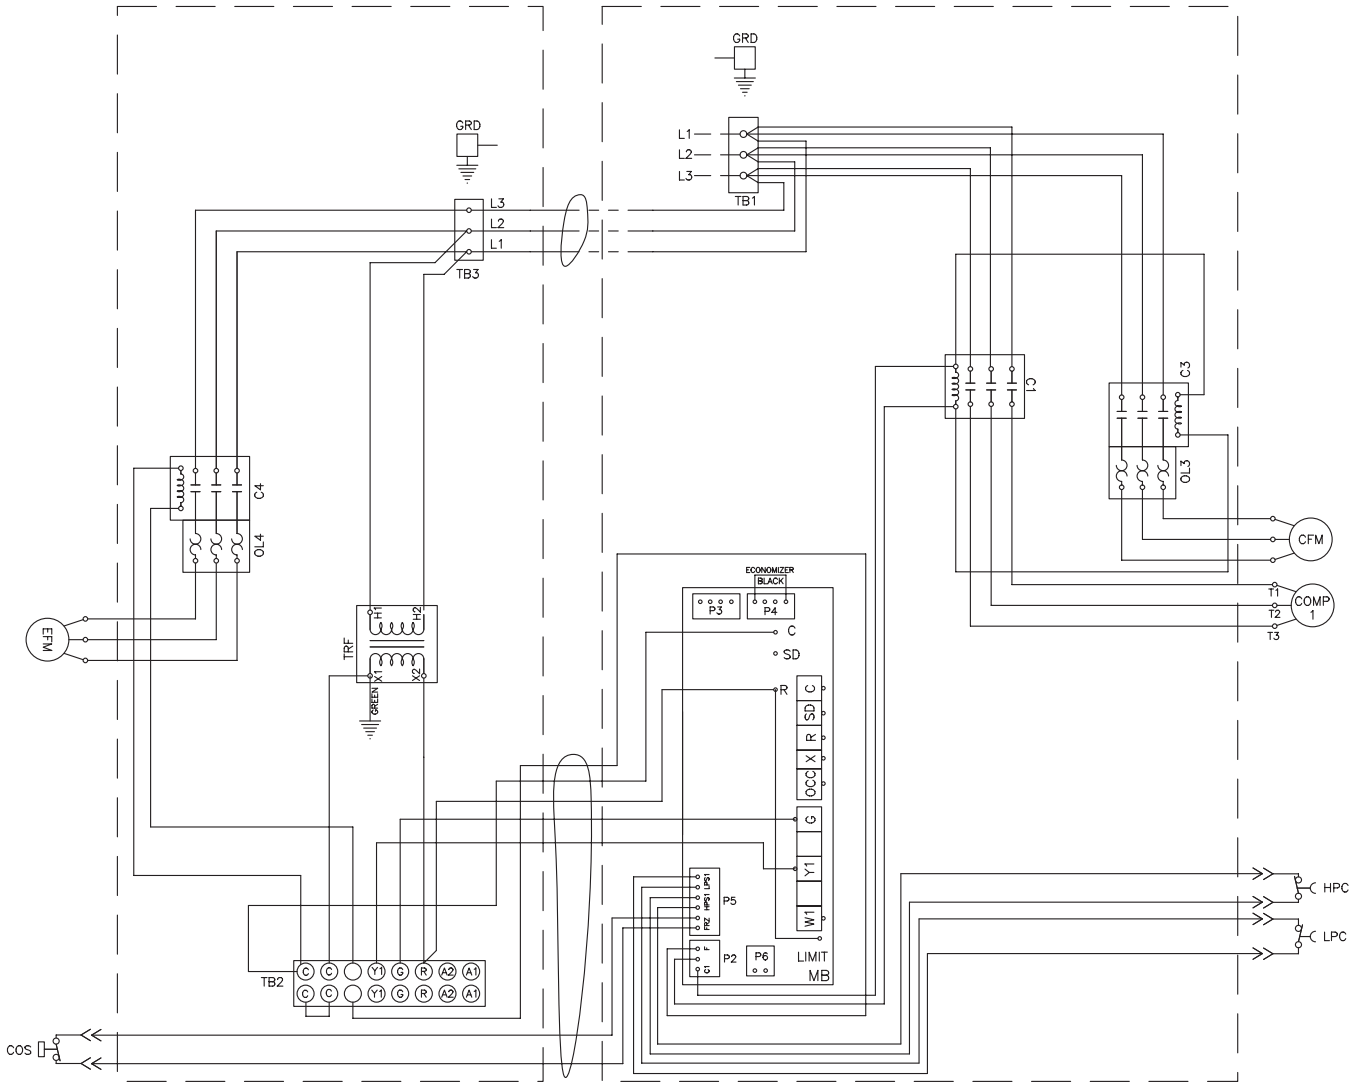 GRD
GRD
L1
L2
L3
TB1
L3
L2
L1
TB3
C1
C3
OL3
C4
OL4
CFM
T1
T2
T3
COMP
1
EFM
H1
H2
TRF
X1
X2
GREEN
ECONOMIZER
BLACK
P3
P4
C
SD
R
C
SD
R
X
OCC
G
Y1
W1
LPS1
HPS1
FRZ
P5
F
C1
P2
P6
LIMIT
MB
HPC
LPC
TB2
C C Y1 G R A2 A1
C C Y1 G R A2 A1
COS